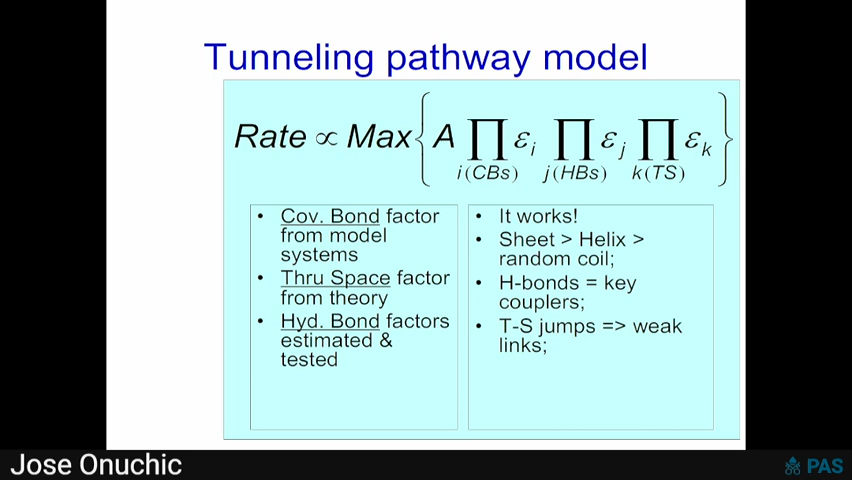 Tunneling pathway model
Rate ∝ Max { A ∏ εi ∏ εj ∏ εk }
i(CBs) j(HBs) k(TS)
• Cov. Bond factor
from model
systems
• Thru Space factor
from theory
• Hyd. Bond factors
estimated &
tested
• It works!
• Sheet > Helix >
random coil;
• H-bonds = key
couplers;
• T-S jumps => weak
links;
Jose Onuchic
PAS